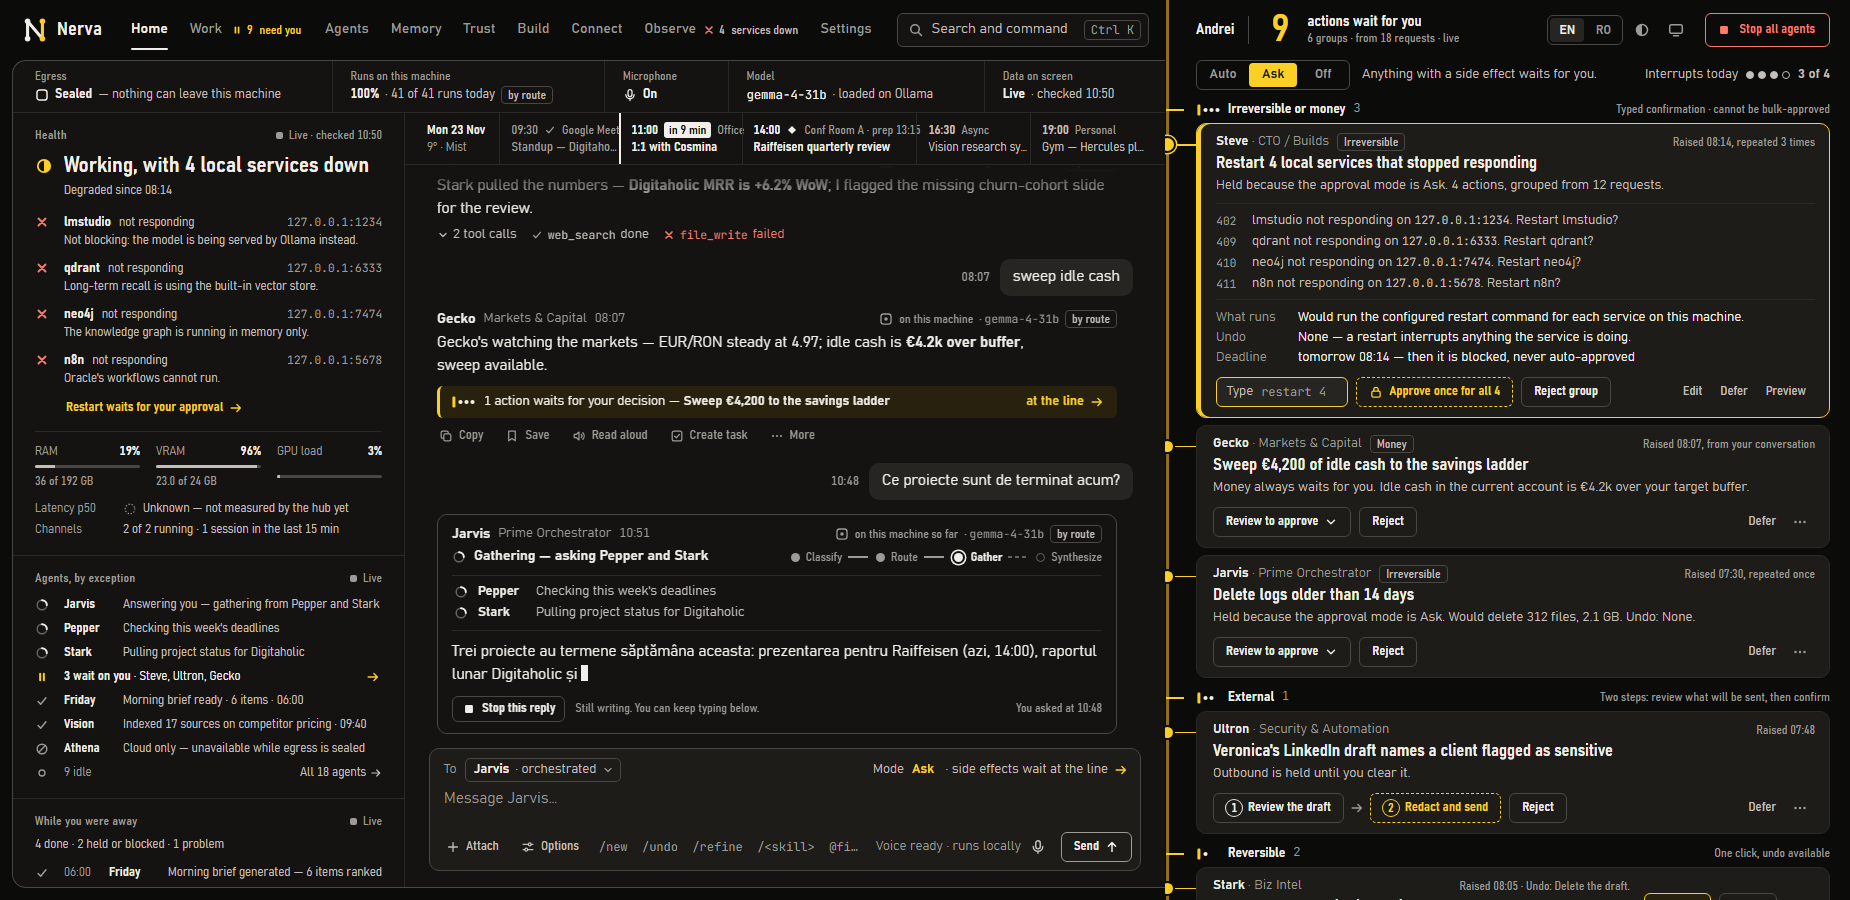 Nerva
Home
Work 9 need you
Agents
Memory
Trust
Build
Connect
Observe 4 services down
Settings
Search and command Ctrl K
Egress
Sealed — nothing can leave this machine
Runs on this machine
100% · 41 of 41 runs today by route
Microphone
On
Model
gemma-4-31b · loaded on Ollama
Data on screen
Live · checked 10:50
Health
Live · checked 10:50
Working, with 4 local services down
Degraded since 08:14
lmstudio not responding 127.0.0.1:1234
Not blocking: the model is being served by Ollama instead.
qdrant not responding 127.0.0.1:6333
Long-term recall is using the built-in vector store.
neo4j not responding 127.0.0.1:7474
The knowledge graph is running in memory only.
n8n not responding 127.0.0.1:5678
Oracle's workflows cannot run.
Restart waits for your approval →
RAM 19%
36 of 192 GB
VRAM 96%
23.0 of 24 GB
GPU load 3%
Latency p50 Unknown — not measured by the hub yet
Channels 2 of 2 running · 1 session in the last 15 min
Agents, by exception Live
Jarvis Answering you — gathering from Pepper and Stark
Pepper Checking this week's deadlines
Stark Pulling project status for Digitaholic
3 wait on you · Steve, Ultron, Gecko →
Friday Morning brief ready · 6 items · 06:00
Vision Indexed 17 sources on competitor pricing · 09:40
Athena Cloud only — unavailable while egress is sealed
9 idle All 18 agents →
While you were away Live
4 done · 2 held or blocked · 1 problem
06:00 Friday Morning brief generated — 6 items ranked
Mon 23 Nov
9° · Mist
09:30 Google Meet
Standup — Digitaho…
11:00 in 9 min Office
1:1 with Cosmina
14:00 Conf Room A · prep 13:15
Raiffeisen quarterly review
16:30 Async
Vision research sy…
19:00 Personal
Gym — Hercules pl…
Stark pulled the numbers — Digitaholic MRR is +6.2% WoW; I flagged the missing churn-cohort slide
for the review.
2 tool calls web_search done file_write failed
08:07 sweep idle cash
Gecko Markets & Capital 08:07 on this machine · gemma-4-31b by route
Gecko's watching the markets — EUR/RON steady at 4.97; idle cash is €4.2k over buffer,
sweep available.
1 action waits for your decision — Sweep €4,200 to the savings ladder at the line →
Copy Save Read aloud Create task More
10:48 Ce proiecte sunt de terminat acum?
Jarvis Prime Orchestrator 10:51 on this machine so far · gemma-4-31b by route
Gathering — asking Pepper and Stark Classify Route Gather Synthesize
Pepper Checking this week's deadlines
Stark Pulling project status for Digitaholic
Trei proiecte au termene săptămâna aceasta: prezentarea pentru Raiffeisen (azi, 14:00), raportul
lunar Digitaholic și
Stop this reply Still writing. You can keep typing below. You asked at 10:48
To Jarvis · orchestrated Mode Ask · side effects wait at the line →
Message Jarvis…
Attach Options /new /undo /refine /<skill> @fi… Voice ready · runs locally Send ↑
Andrei
9 actions wait for you
6 groups · from 18 requests · live
EN RO
Stop all agents
Auto Ask Off Anything with a side effect waits for you. Interrupts today 3 of 4
Irreversible or money 3 Typed confirmation · cannot be bulk-approved
Steve · CTO / Builds Irreversible Raised 08:14, repeated 3 times
Restart 4 local services that stopped responding
Held because the approval mode is Ask. 4 actions, grouped from 12 requests.
402 lmstudio not responding on 127.0.0.1:1234. Restart lmstudio?
409 qdrant not responding on 127.0.0.1:6333. Restart qdrant?
410 neo4j not responding on 127.0.0.1:7474. Restart neo4j?
411 n8n not responding on 127.0.0.1:5678. Restart n8n?
What runs Would run the configured restart command for each service on this machine.
Undo None — a restart interrupts anything the service is doing.
Deadline tomorrow 08:14 — then it is blocked, never auto-approved
Type restart 4 Approve once for all 4 Reject group Edit Defer Preview
Gecko · Markets & Capital Money Raised 08:07, from your conversation
Sweep €4,200 of idle cash to the savings ladder
Money always waits for you. Idle cash in the current account is €4.2k over your target buffer.
Review to approve Reject Defer
Jarvis · Prime Orchestrator Irreversible Raised 07:30, repeated once
Delete logs older than 14 days
Held because the approval mode is Ask. Would delete 312 files, 2.1 GB. Undo: None.
Review to approve Reject Defer
External 1 Two steps: review what will be sent, then confirm
Ultron · Security & Automation Raised 07:48
Veronica's LinkedIn draft names a client flagged as sensitive
Outbound is held until you clear it.
1 Review the draft → 2 Redact and send Reject Defer
Reversible 2 One click, undo available
Stark · Biz Intel Raised 08:05 · Undo: Delete the draft.